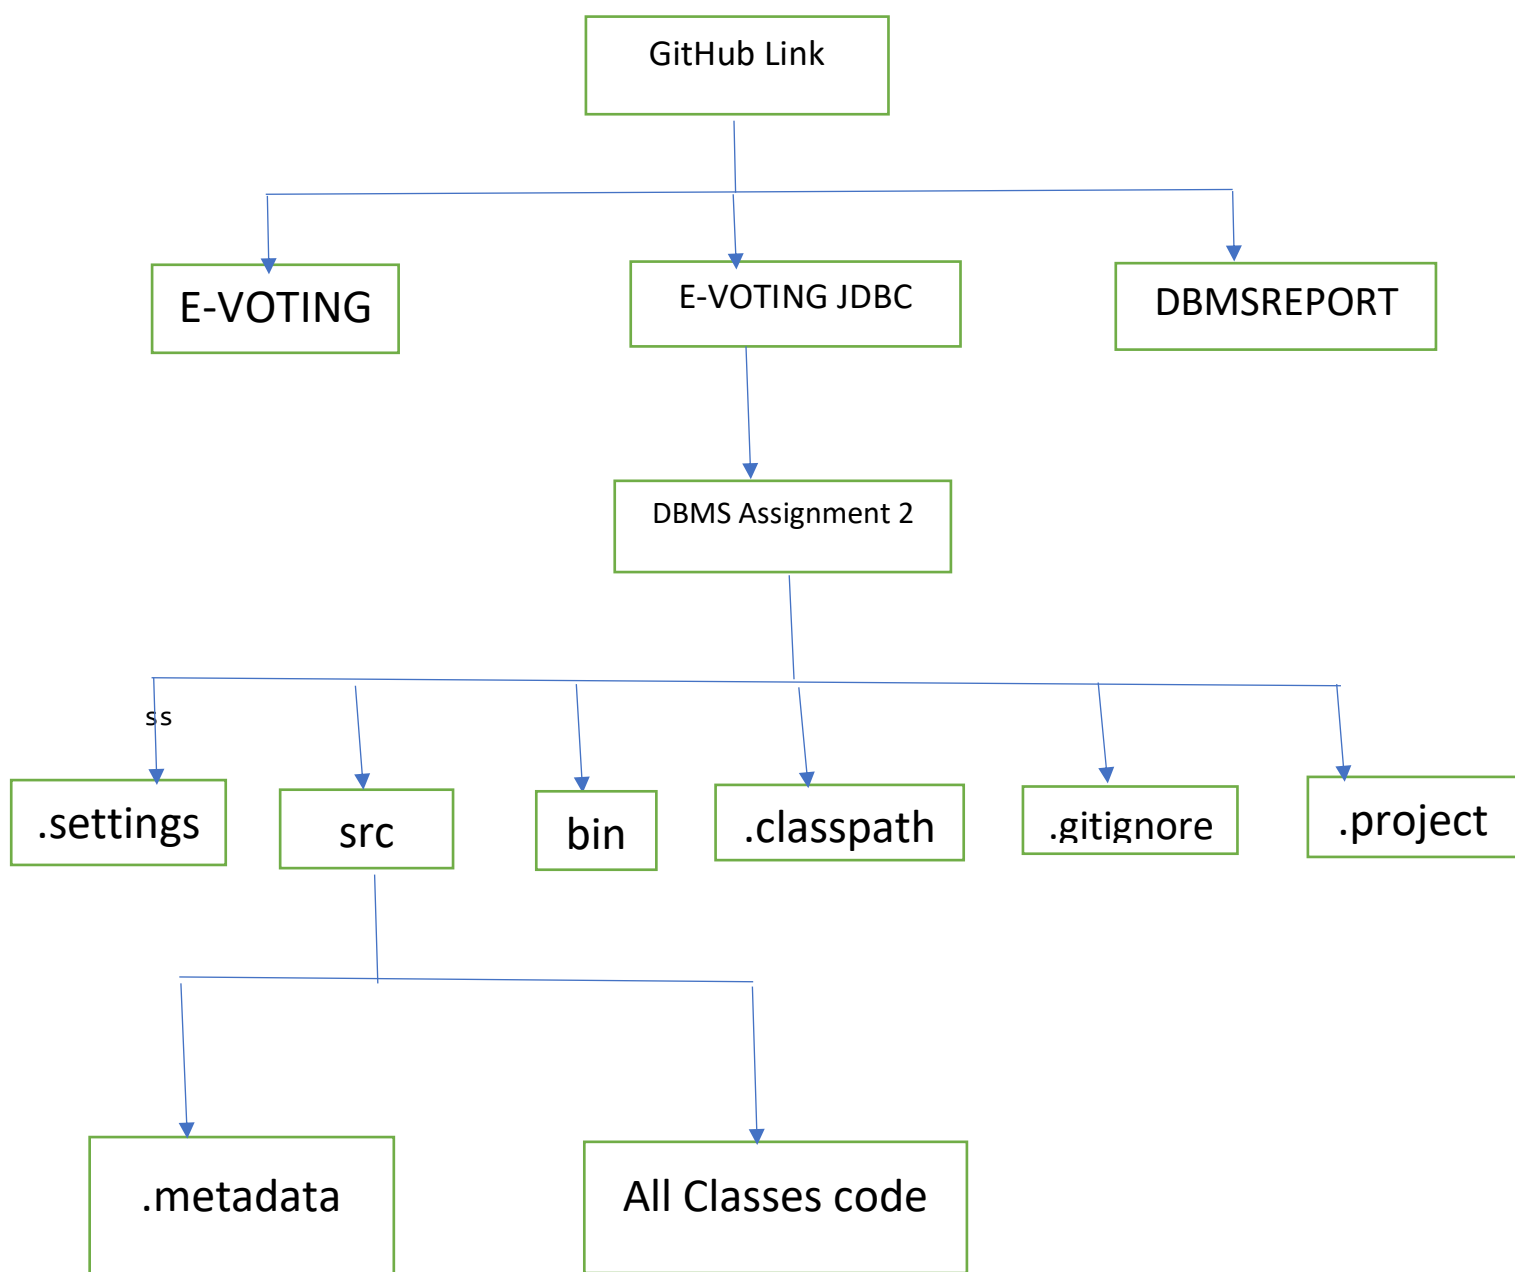 GitHub Link
E-VOTING
E-VOTING JDBC
DBMSREPORT
DBMS Assignment 2
ss
.settings
src
bin
.classpath
.gitignore
.project
.metadata
All Classes code